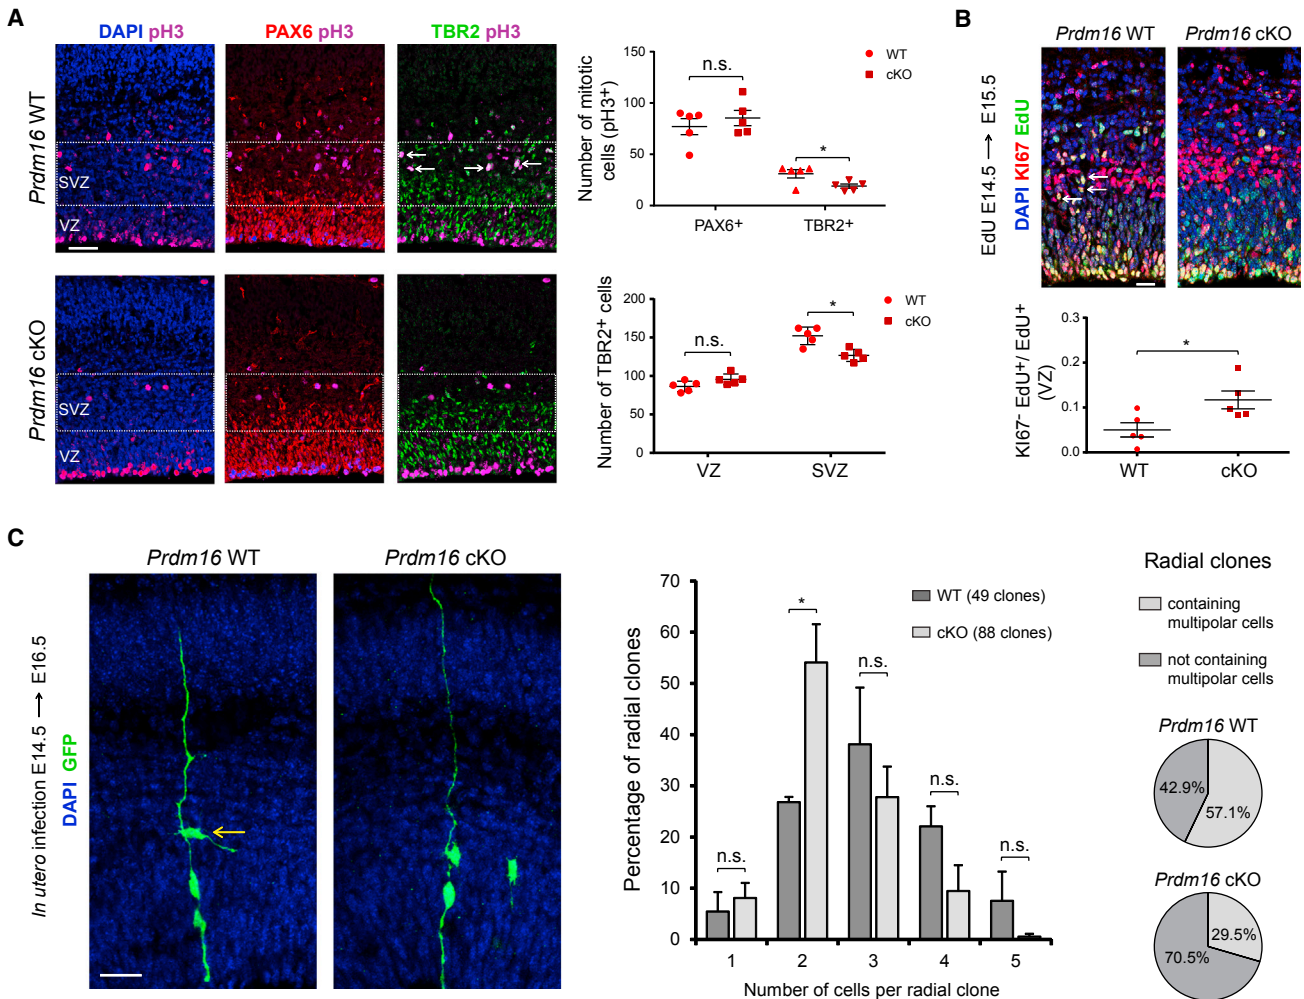 A
DAPI pH3
PAX6 pH3
TBR2 pH3
Prdm16 WT
SVZ
VZ
Prdm16 cKO
SVZ
VZ
Number of mitotic
cells (pH3+)
150
100
50
0
n.s.
*
PAX6+
TBR2+
WT
cKO
Number of TBR2+ cells
200
150
100
50
0
n.s.
*
VZ
SVZ
WT
cKO
B
Prdm16 WT
Prdm16 cKO
EdU E14.5 → E15.5
DAPI KI67 EdU
KI67- EdU+/ EdU+
(VZ)
0.3
0.2
0.1
0.0
*
WT
cKO
C
Prdm16 WT
Prdm16 cKO
In utero infection E14.5 → E16.5
DAPI GFP
Percentage of radial clones
70
60
50
40
30
20
10
0
n.s.
*
n.s.
n.s.
n.s.
1
2
3
4
5
Number of cells per radial clone
WT (49 clones)
cKO (88 clones)
Radial clones
containing
multipolar cells
not containing
multipolar cells
Prdm16 WT
42.9%
57.1%
Prdm16 cKO
29.5%
70.5%